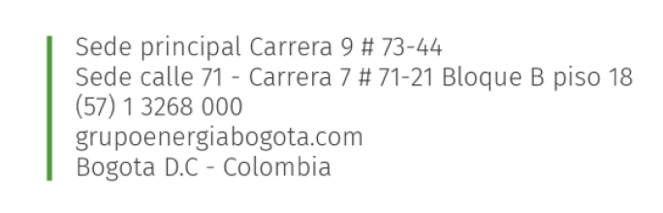 Sede principal Carrera 9 # 73-44
Sede calle 71 - Carrera 7 # 71-21 Bloque B piso 18
(57) 1 3268 000
grupoenergiabogota.com
Bogota D.C - Colombia